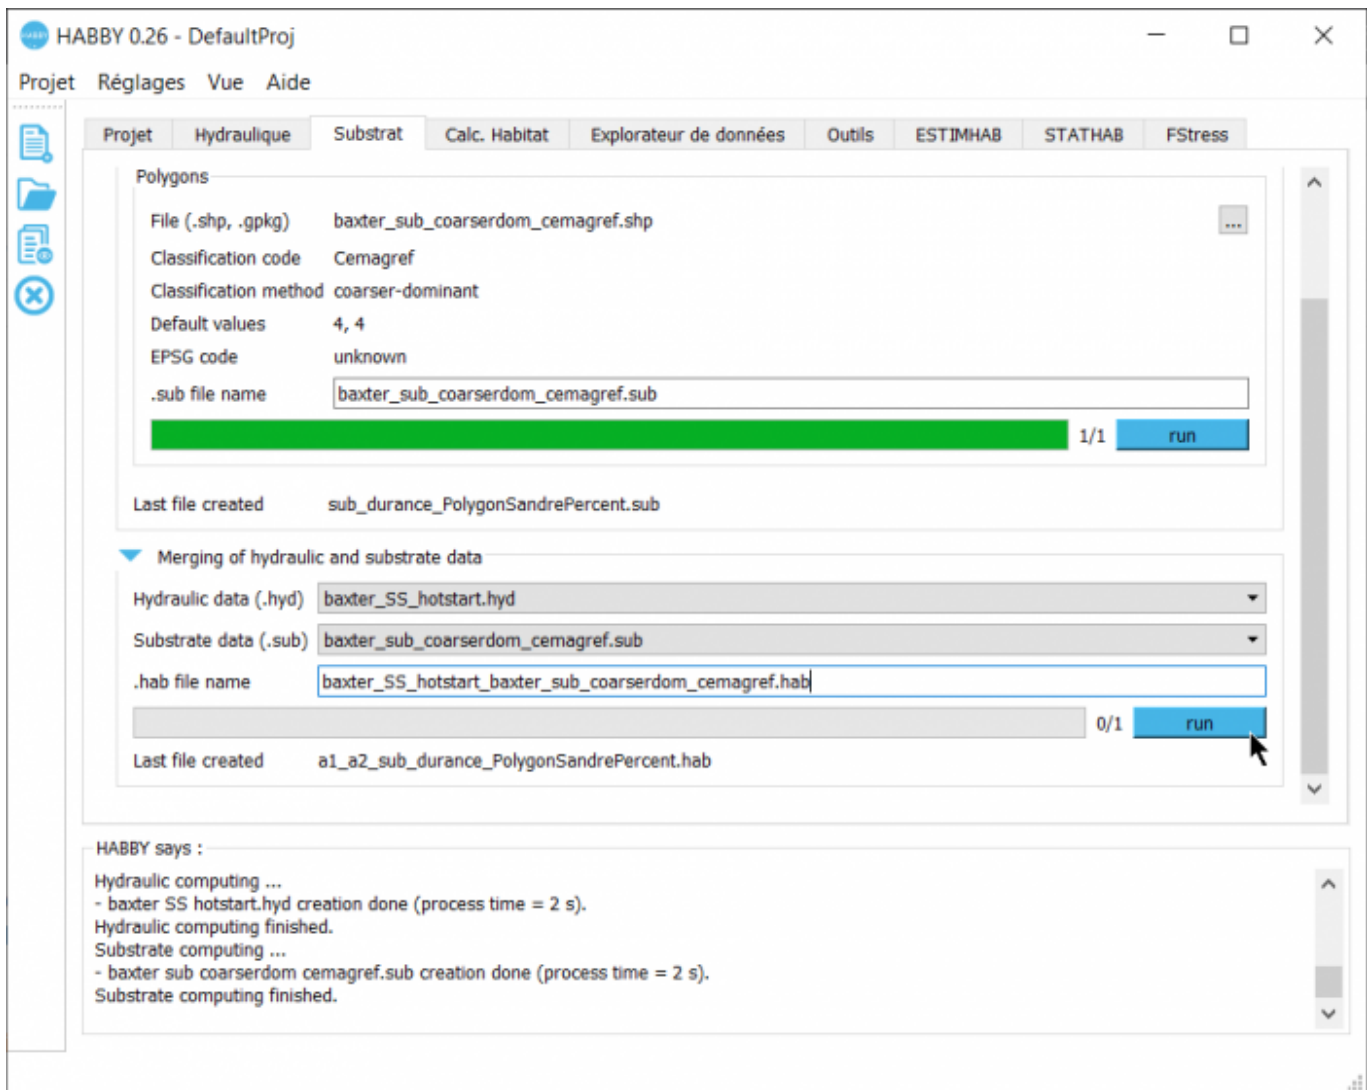 HABBY 0.26 - DefaultProj
Projet Réglages Vue Aide
Projet Hydraulique Substrat Calc. Habitat Explorateur de données Outils ESTIMHAB STATHAB FStress
Polygons
File (.shp, .gpkg) baxter_sub_coarserdom_cemagref.shp ...
Classification code Cemagref
Classification method coarser-dominant
Default values 4, 4
EPSG code unknown
.sub file name baxter_sub_coarserdom_cemagref.sub
1/1 run
Last file created sub_durance_PolygonSandrePercent.sub
Merging of hydraulic and substrate data
Hydraulic data (.hyd) baxter_SS_hotstart.hyd
Substrate data (.sub) baxter_sub_coarserdom_cemagref.sub
.hab file name baxter_SS_hotstart_baxter_sub_coarserdom_cemagref.hab
0/1 run
Last file created a1_a2_sub_durance_PolygonSandrePercent.hab
HABBY says :
Hydraulic computing ...
- baxter SS hotstart.hyd creation done (process time = 2 s).
Hydraulic computing finished.
Substrate computing ...
- baxter sub coarserdom cemagref.sub creation done (process time = 2 s).
Substrate computing finished.